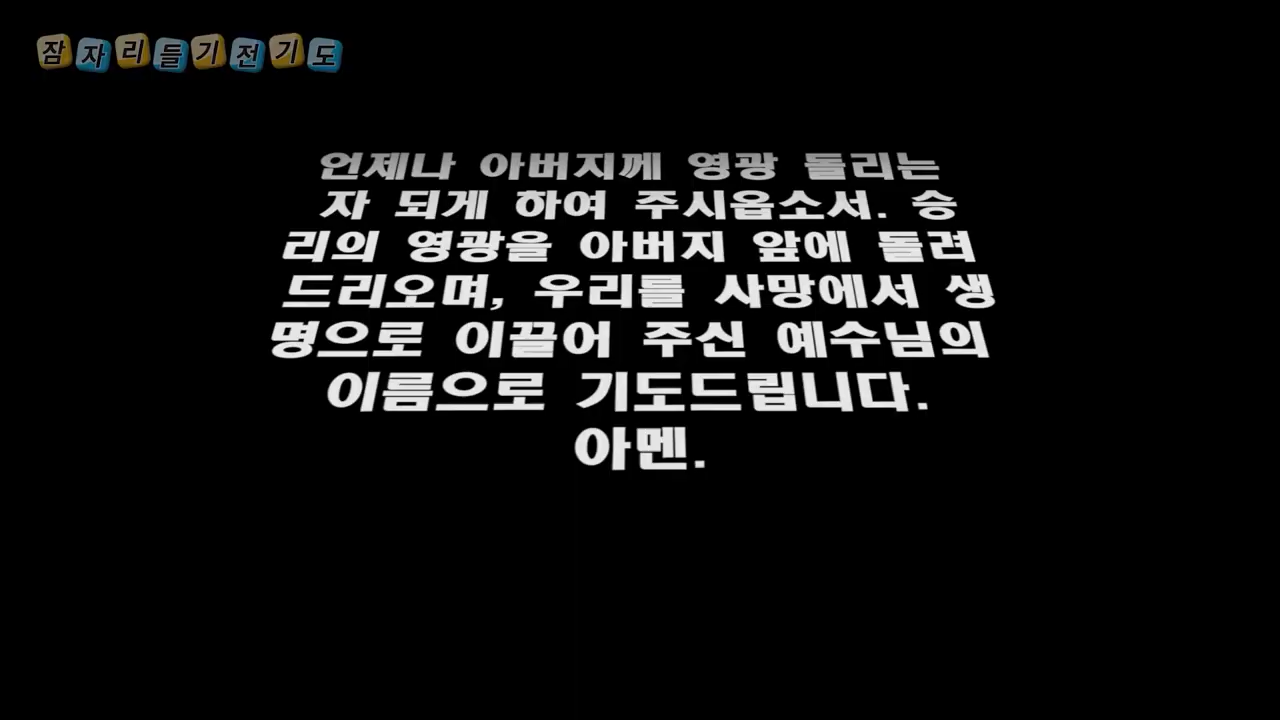 잠자리들기전기도
언제나 아버지께 영광 돌리는
자 되게 하여 주시옵소서. 승
리의 영광을 아버지 앞에 돌려
드리오며, 우리를 사망에서 생
명으로 이끌어 주신 예수님의
이름으로 기도드립니다.
아멘.